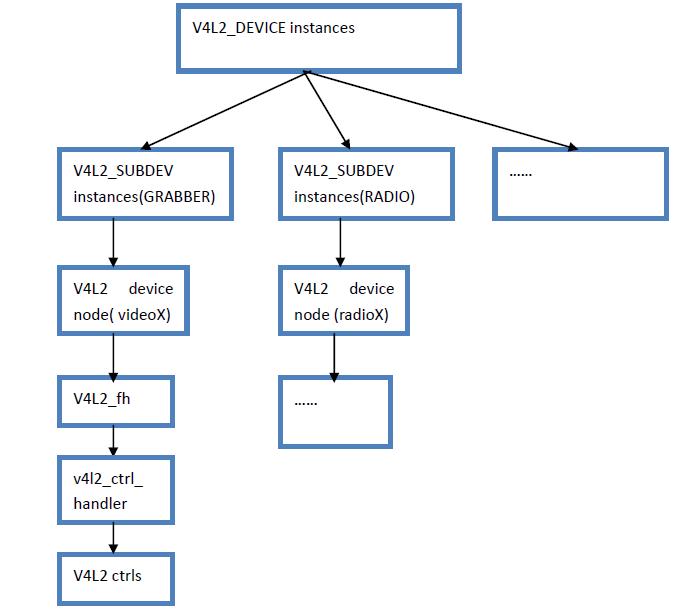 V4L2_DEVICE instances
V4L2_SUBDEV
instances(GRABBER)
V4L2_SUBDEV
instances(RADIO)
......
V4L2 device
node( videoX)
V4L2 device
node (radioX)
V4L2_fh
......
v4l2_ctrl_
handler
V4L2 ctrls